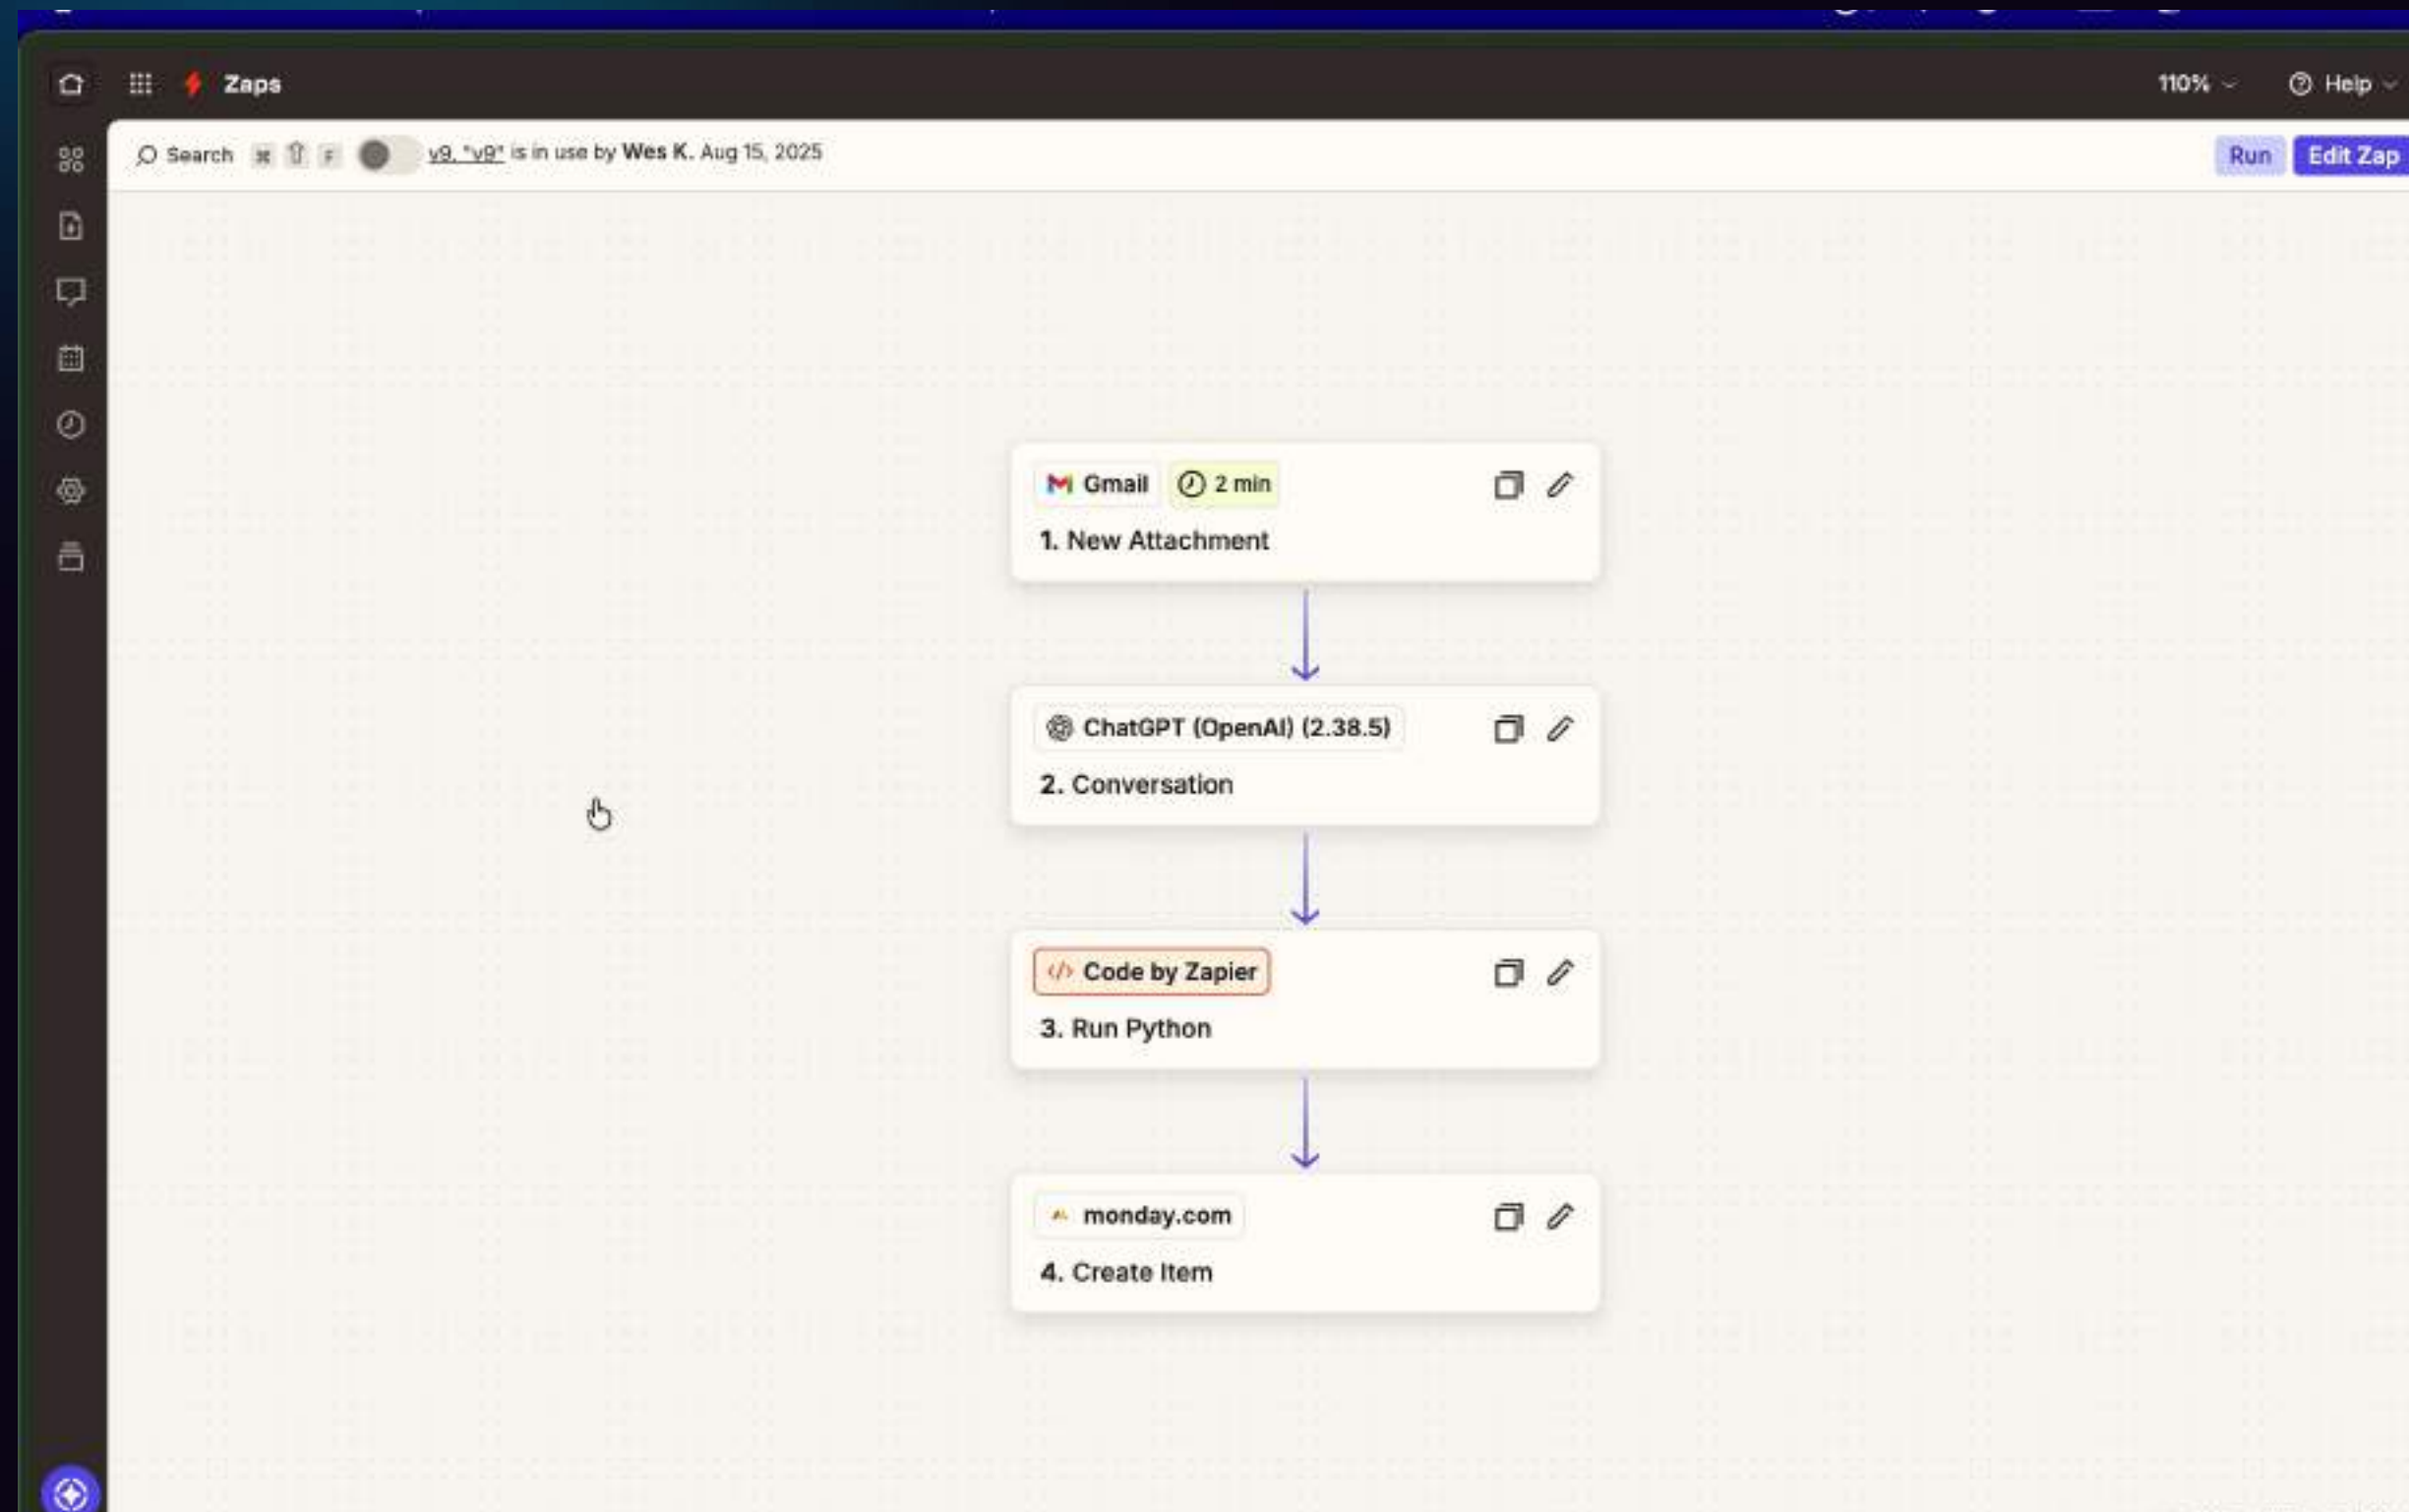 Zaps
110%
Help
Search ⌘ ⇧ F v9, "v9" is in use by Wes K. Aug 15, 2025
Run
Edit Zap
Gmail 2 min
1. New Attachment
ChatGPT (OpenAI) (2.38.5)
2. Conversation
Code by Zapier
3. Run Python
monday.com
4. Create Item